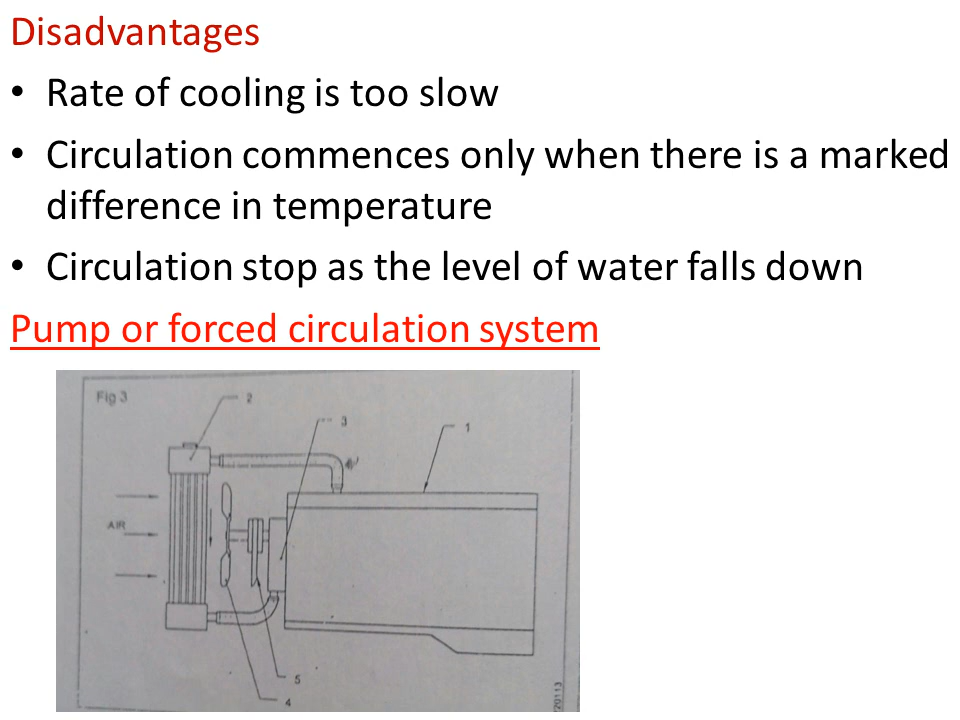 Disadvantages
• Rate of cooling is too slow
• Circulation commences only when there is a marked
difference in temperature
• Circulation stop as the level of water falls down
Pump or forced circulation system
Fig 3
2
3
1
AIR
5
4